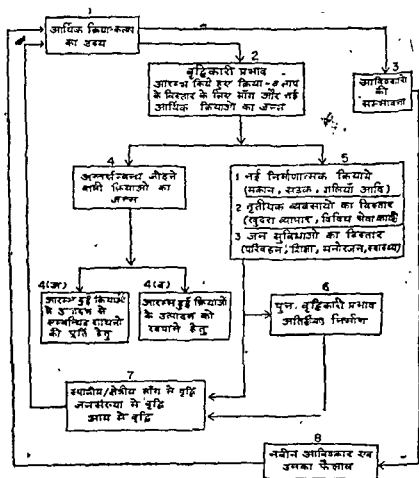 1
आर्थिक क्रिया-कलाप
का उदय
2
वृद्धिकारी प्रभाव
आरम्भ किये हुए क्रिया-कलाप
के विस्तार के लिए माँग और नई
आर्थिक क्रियाओं का जन्म
3
आविष्कारों
की
सम्भावना
4
अन्तर्सम्बन्ध जोड़ने
वाली क्रियाओं का
जन्म
5
1 नई निर्माणात्मक क्रियायें
(मकान, सड़क, गलियाँ आदि)
2 तृतीयक व्यवसायों का विस्तार
(खुदरा व्यापार, विविध सेवा कार्य)
3 जन सुविधाओं का विस्तार
(परिवहन, शिक्षा, मनोरंजन, स्वास्थ्य)
4(अ)
आरम्भ हुई क्रियाओं
के उत्पादन से
सम्बन्धित साधनों
की पूर्ति हेतु
4(ब)
आरम्भ हुई क्रियाओं
के उत्पादन को
खपाने हेतु
6
पुनः वृद्धिकारी प्रभाव
निर्माण
7
स्थानीय/क्षेत्रीय माँग में वृद्धि
जनसंख्या में वृद्धि
आय में वृद्धि
8
नवीन आविष्कार एवं
उसका फैलाव